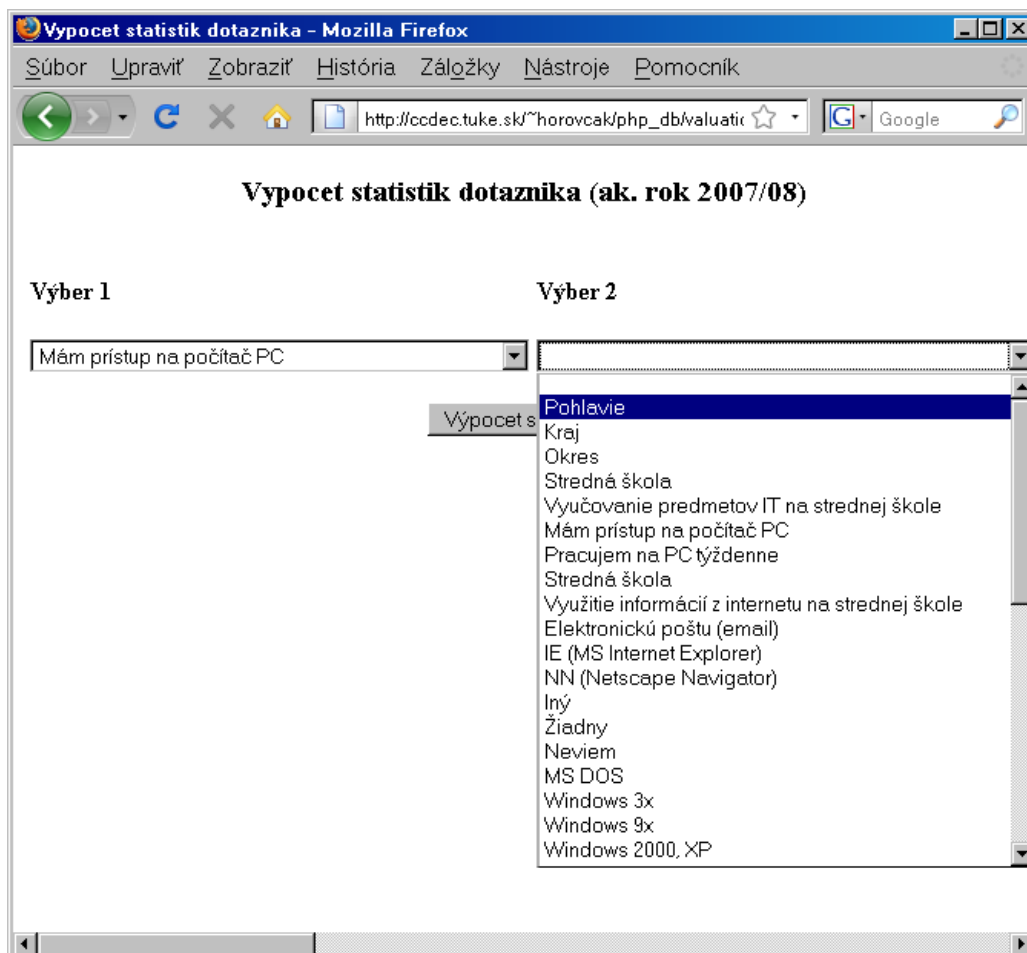 Vypocet statistik dotaznika - Mozilla Firefox
Súbor Upraviť Zobraziť História Záložky Nástroje Pomocník
http://ccdec.tuke.sk/~horovcak/php_db/valuatic Google
Vypocet statistik dotaznika (ak. rok 2007/08)
Výber 1 Výber 2
Mám prístup na počítač PC
Výpocet s
Pohlavie
Kraj
Okres
Stredná škola
Vyučovanie predmetov IT na strednej škole
Mám prístup na počítač PC
Pracujem na PC týždenne
Stredná škola
Využitie informácií z internetu na strednej škole
Elektronickú poštu (email)
IE (MS Internet Explorer)
NN (Netscape Navigator)
Iný
Žiadny
Neviem
MS DOS
Windows 3x
Windows 9x
Windows 2000, XP